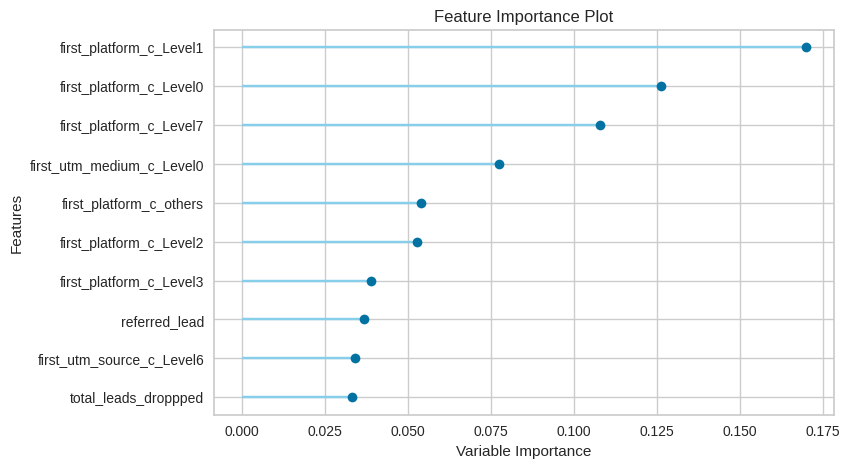 Feature Importance Plot
first_platform_c_Level1
first_platform_c_Level0
first_platform_c_Level7
first_utm_medium_c_Level0
first_platform_c_others
first_platform_c_Level2
first_platform_c_Level3
referred_lead
first_utm_source_c_Level6
total_leads_droppped
Features
0.000 0.025 0.050 0.075 0.100 0.125 0.150 0.175
Variable Importance